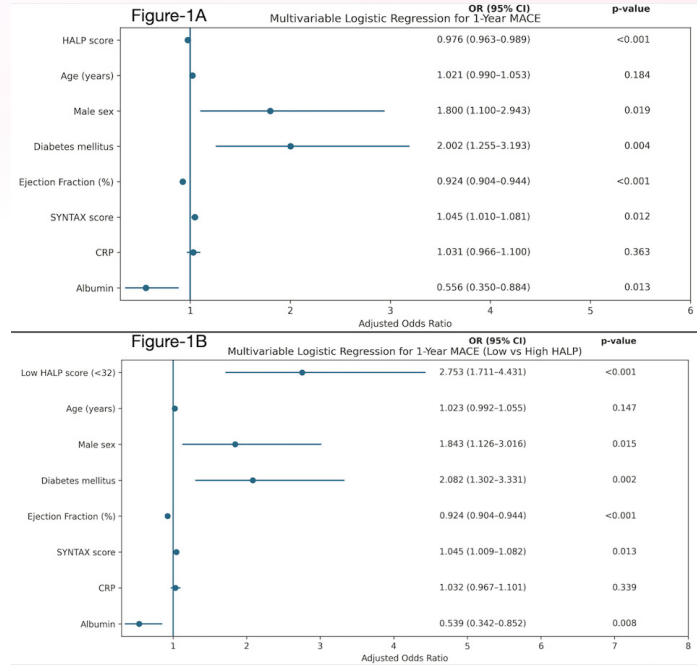 Figure-1A
OR (95% CI) p-value
Multivariable Logistic Regression for 1-Year MACE
HALP score 0.976 (0.963–0.989) <0.001
Age (years) 1.021 (0.990–1.053) 0.184
Male sex 1.800 (1.100–2.943) 0.019
Diabetes mellitus 2.002 (1.255–3.193) 0.004
Ejection Fraction (%) 0.924 (0.904–0.944) <0.001
SYNTAX score 1.045 (1.010–1.081) 0.012
CRP 1.031 (0.966–1.100) 0.363
Albumin 0.556 (0.350–0.884) 0.013
1 2 3 4 5 6
Adjusted Odds Ratio
Figure-1B
OR (95% CI) p-value
Multivariable Logistic Regression for 1-Year MACE (Low vs High HALP)
Low HALP score (<32) 2.753 (1.711–4.431) <0.001
Age (years) 1.023 (0.992–1.055) 0.147
Male sex 1.843 (1.126–3.016) 0.015
Diabetes mellitus 2.082 (1.302–3.331) 0.002
Ejection Fraction (%) 0.924 (0.904–0.944) <0.001
SYNTAX score 1.045 (1.009–1.082) 0.013
CRP 1.032 (0.967–1.101) 0.339
Albumin 0.539 (0.342–0.852) 0.008
1 2 3 4 5 6 7 8
Adjusted Odds Ratio